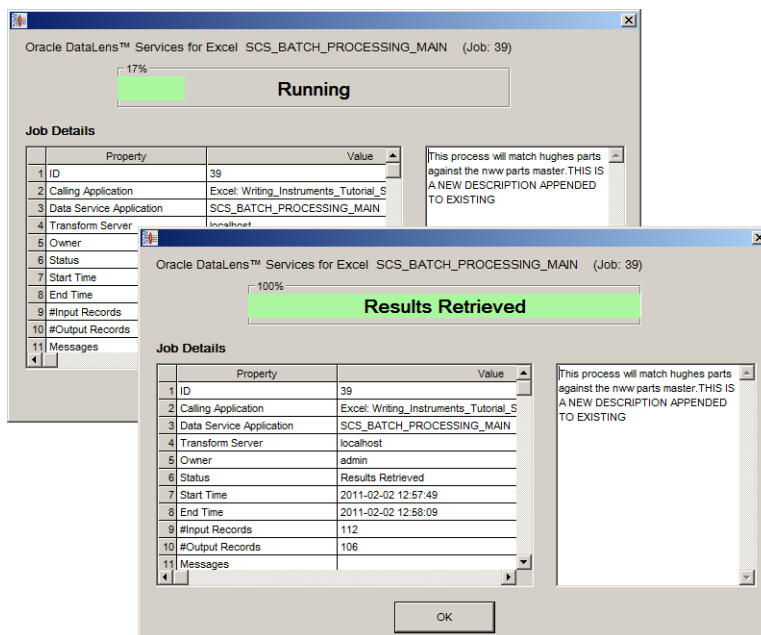 Oracle DataLens™ Services for Excel SCS_BATCH_PROCESSING_MAIN (Job: 39)
17%
Running
Job Details
Property Value
1 ID 39
2 Calling Application Excel: Writing_Instruments_Tutorial_S
3 Data Service Application SCS_BATCH_PROCESSING_MAIN
4 Transform Server localhost
5 Owner
6 Status
7 Start Time
8 End Time
9 #Input Records
10 #Output Records
11 Messages
This process will match hughes parts
against the nww parts master.THIS IS
A NEW DESCRIPTION APPENDED
TO EXISTING
Oracle DataLens™ Services for Excel SCS_BATCH_PROCESSING_MAIN (Job: 39)
100%
Results Retrieved
Job Details
Property Value
1 ID 39
2 Calling Application Excel: Writing_Instruments_Tutorial_S
3 Data Service Application SCS_BATCH_PROCESSING_MAIN
4 Transform Server localhost
5 Owner admin
6 Status Results Retrieved
7 Start Time 2011-02-02 12:57:49
8 End Time 2011-02-02 12:58:09
9 #Input Records 112
10 #Output Records 106
11 Messages
This process will match hughes parts
against the nww parts master.THIS IS
A NEW DESCRIPTION APPENDED
TO EXISTING
OK